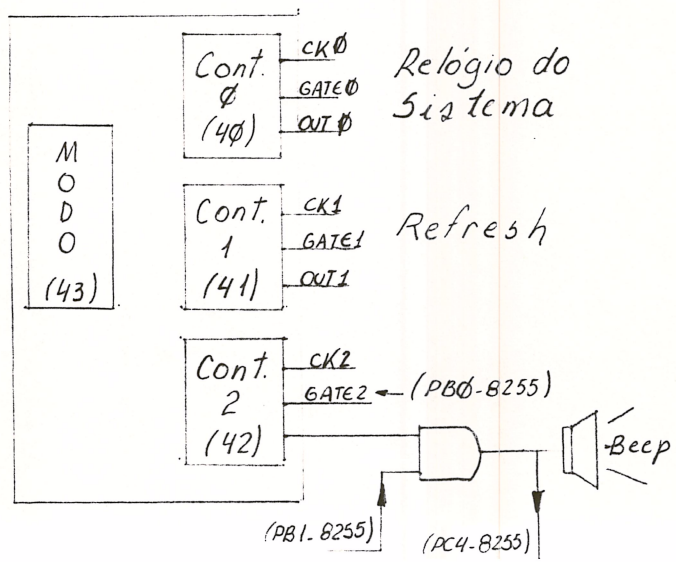 Cont.
Ø
(4Ø)
CKØ
GATEØ
OUTØ
Relógio do
Sistema
M
O
D
O
(43)
Cont.
1
(41)
CK1
GATE1
OUT1
Refresh
Cont.
2
(42)
CK2
GATE2
(PBØ-8255)
Beep
(PB1-8255)
(PC4-8255)